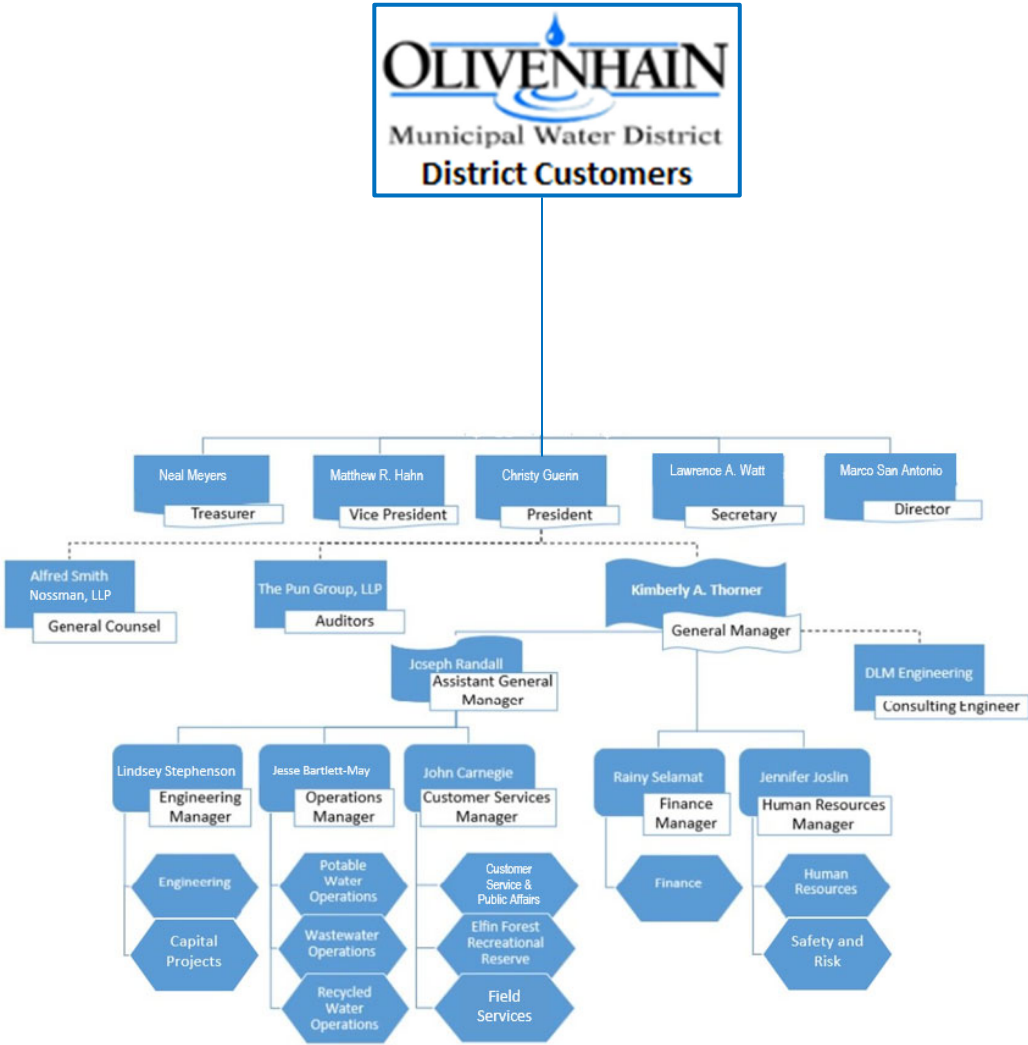 OLIVENHAIN
Municipal Water District
District Customers
Neal Meyers
Treasurer
Matthew R. Hahn
Vice President
Christy Guerin
President
Lawrence A. Watt
Secretary
Marco San Antonio
Director
Alfred Smith
Nossman, LLP
General Counsel
The Pun Group, LLP
Auditors
Kimberly A. Thorner
General Manager
Joseph Randall
Assistant General
Manager
DLM Engineering
Consulting Engineer
Lindsey Stephenson
Engineering
Manager
Jesse Bartlett-May
Operations
Manager
John Carnegie
Customer Services
Manager
Rainy Selamat
Finance
Manager
Jennifer Joslin
Human Resources
Manager
Engineering
Capital
Projects
Potable
Water
Operations
Wastewater
Operations
Recycled
Water
Operations
Customer
Service &
Public Affairs
Elfin Forest
Recreational
Reserve
Field
Services
Finance
Human
Resources
Safety and
Risk